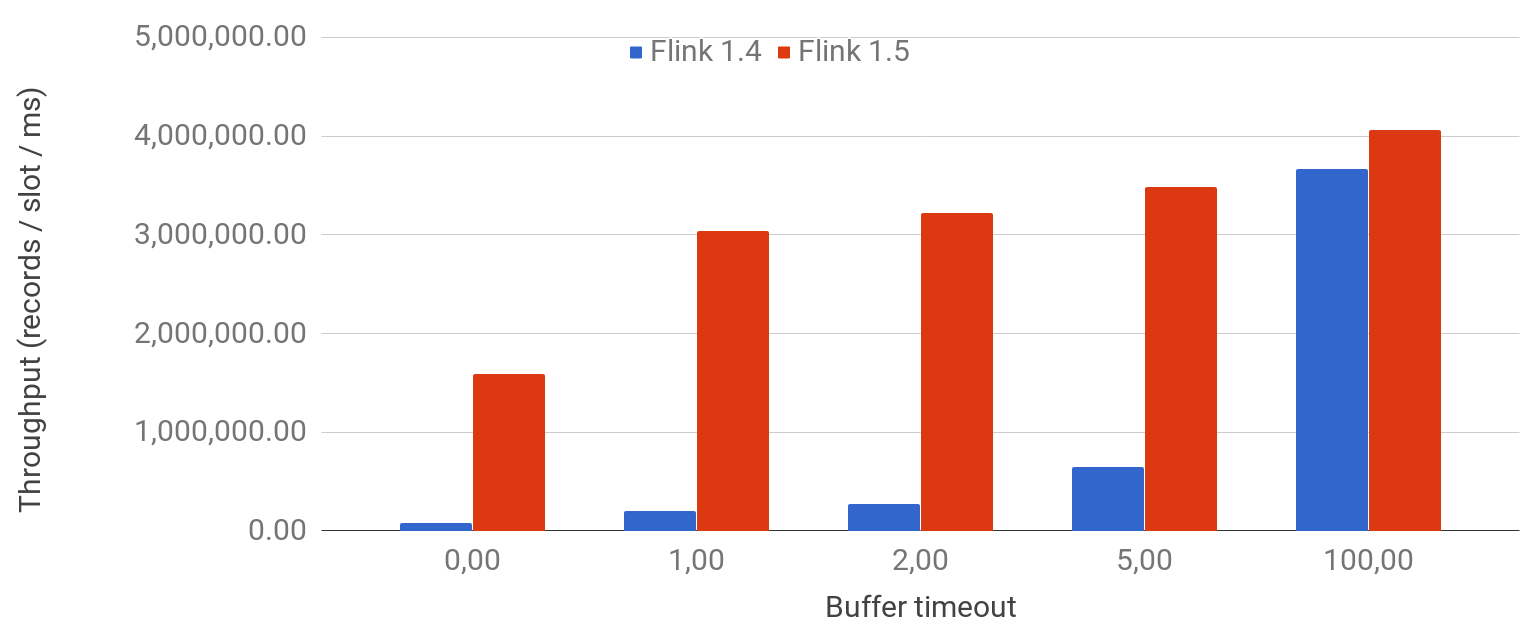 Flink 1.4 Flink 1.5
Throughput (records / slot / ms)
5,000,000.00
4,000,000.00
3,000,000.00
2,000,000.00
1,000,000.00
0.00
0,00 1,00 2,00 5,00 100,00
Buffer timeout